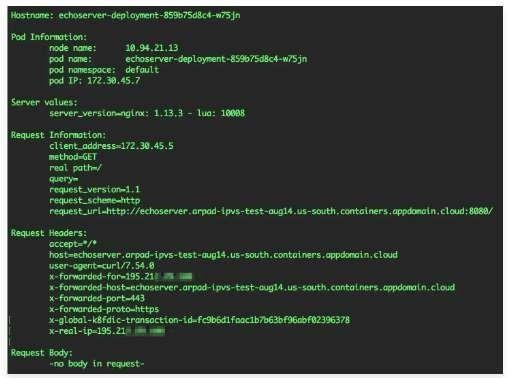 Hostname: echoserver-deployment-859b75d8c4-w75jn
Pod Information:
node name: 10.94.21.13
pod name: echoserver-deployment-859b75d8c4-w75jn
pod namespace: default
pod IP: 172.30.45.7
Server values:
server_version=nginx: 1.13.3 - lua: 10008
Request Information:
client_address=172.30.45.5
method=GET
real path=/
query=
request_version=1.1
request_scheme=http
request_uri=http://echoserver.arpad-ipvs-test-aug14.us-south.containers.appdomain.cloud:8080/
Request Headers:
accept=*/*
host=echoserver.arpad-ipvs-test-aug14.us-south.containers.appdomain.cloud
user-agent=curl/7.54.0
x-forwarded-for=195.21
x-forwarded-host=echoserver.arpad-ipvs-test-aug14.us-south.containers.appdomain.cloud
x-forwarded-port=443
x-forwarded-proto=https
x-global-k8fdic-transaction-id=fc9b6d1faac1b7b63bf96abf02396378
x-real-ip=195.21
Request Body:
-no body in request-